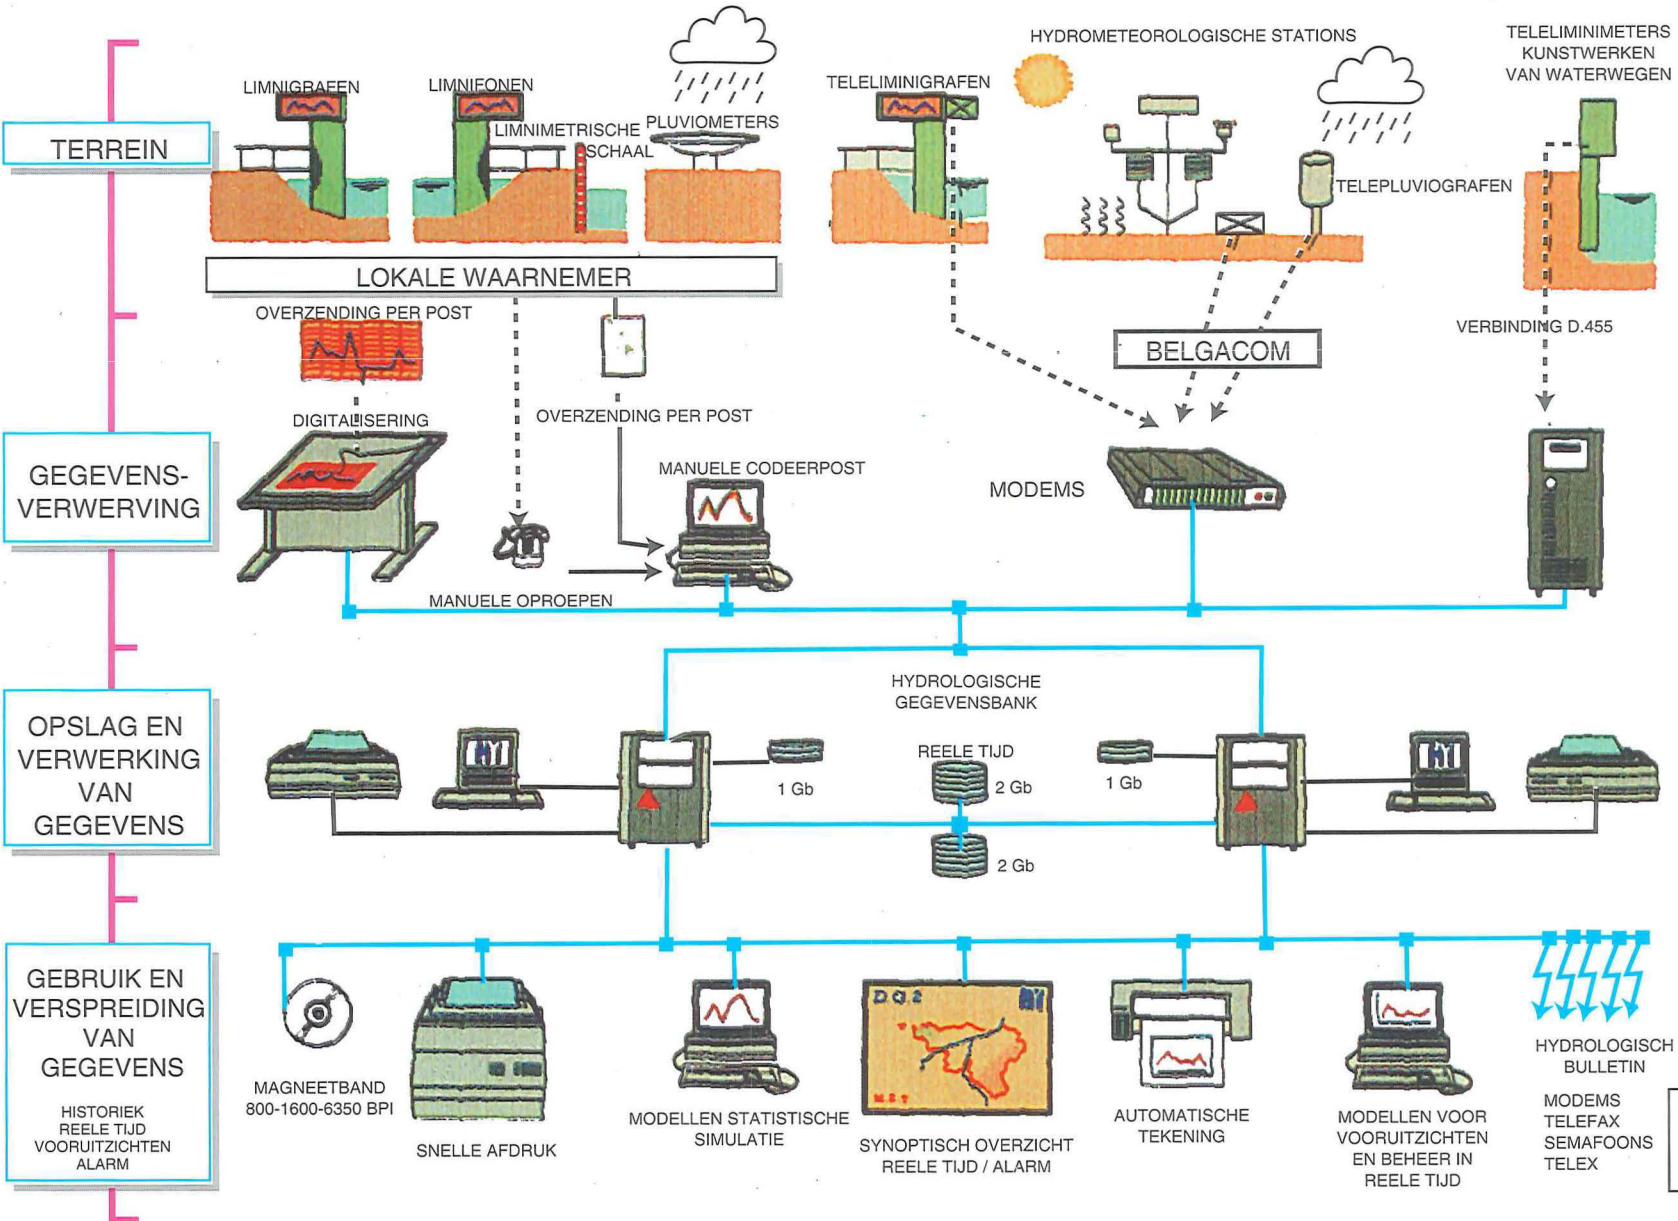 LIMNIGRAFEN
LIMNIFONEN
LIMNIMETRISCHE
SCHAAL
PLUVIOMETERS
TELELIMINIGRAFEN
HYDROMETEOROLOGISCHE STATIONS
TELEPLUVIOGRAFEN
TELELIMINIMETERS
KUNSTWERKEN
VAN WATERWEGEN
TERREIN
LOKALE WAARNEMER
OVERZENDING PER POST
BELGACOM
VERBINDING D.455
DIGITALISERING
OVERZENDING PER POST
GEGEVENS-
VERWERVING
MANUELE CODEERPOST
MODEMS
MANUELE OPROEPEN
HYDROLOGISCHE
GEGEVENSBANK
OPSLAG EN
VERWERKING
VAN
GEGEVENS
REELE TIJD
1 Gb
2 Gb
1 Gb
2 Gb
GEBRUIK EN
VERSPREIDING
VAN
GEGEVENS
HISTORIEK
REELE TIJD
VOORUITZICHTEN
ALARM
MAGNEETBAND
800-1600-6350 BPI
SNELLE AFDRUK
MODELLEN STATISTISCHE
SIMULATIE
SYNOPTISCH OVERZICHT
REELE TIJD / ALARM
AUTOMATISCHE
TEKENING
MODELLEN VOOR
VOORUITZICHTEN
EN BEHEER IN
REELE TIJD
HYDROLOGISCH
BULLETIN
MODEMS
TELEFAX
SEMAFOONS
TELEX